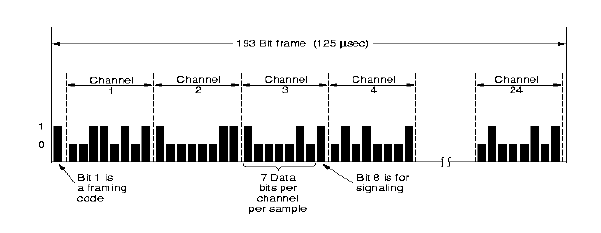 193 Bit frame (125 µsec)
Channel
1
Channel
2
Channel
3
Channel
4
Channel
24
1
0
Bit 1 is
a framing
code
7 Data
bits per
channel
per sample
Bit 8 is for
signaling